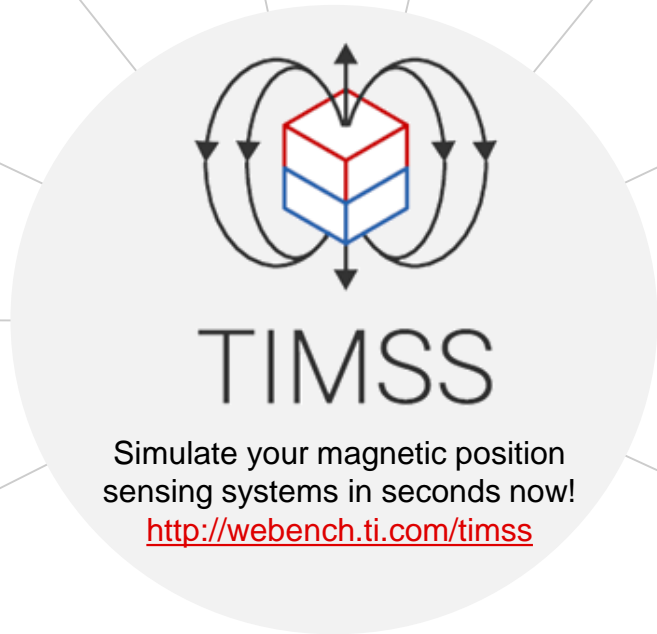 TIMSS
Simulate your magnetic position
sensing systems in seconds now!
http://webench.ti.com/timss